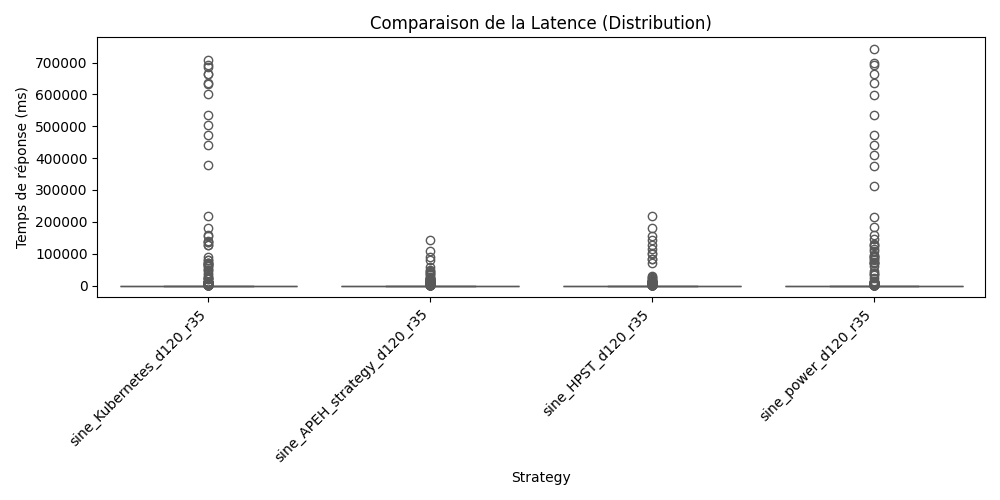 Comparaison de la Latence (Distribution)
Temps de réponse (ms)
700000
600000
500000
400000
300000
200000
100000
0
sine_Kubernetes_d120_r35
sine_APEH_strategy_d120_r35
sine_HPST_d120_r35
sine_power_d120_r35
Strategy